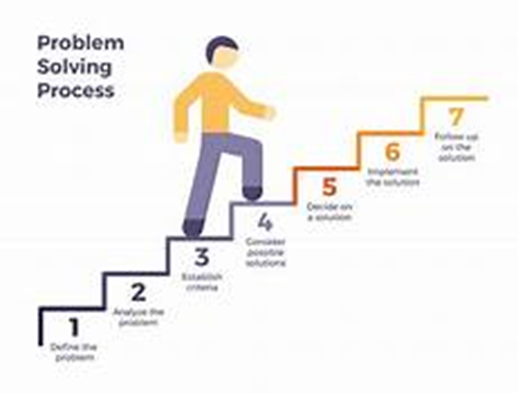 Problem
Solving
Process
1
Define the
problem
2
Analyze the
problem
3
Establish
criteria
4
Consider
possible
solutions
5
Decide on
a solution
6
Implement
the solution
7
Follow up
on the
solution